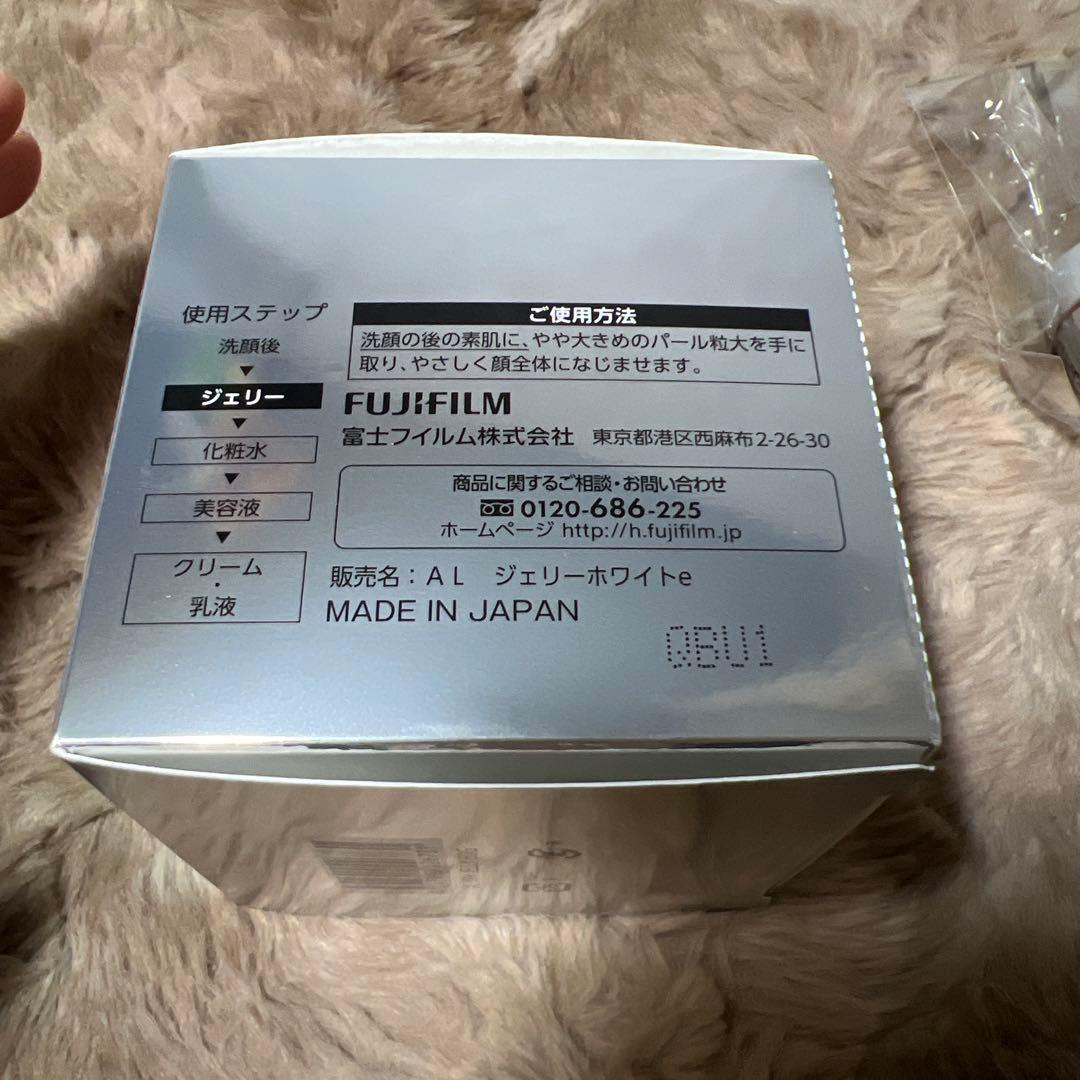 使用ステップ
洗顔後
▼
ジェリー
▼
化粧水
▼
美容液
▼
クリーム
・
乳液
ご使用方法
洗顔の後の素肌に、やや大きめのパール粒大を手に
取り、やさしく顔全体になじませます。
FUJIFILM
富士フイルム株式会社 東京都港区西麻布2-26-30
商品に関するご相談・お問い合わせ
0120-686-225
ホームページ http://h.fujifilm.jp
販売名：ＡＬ ジェリーホワイトe
MADE IN JAPAN
QBU1